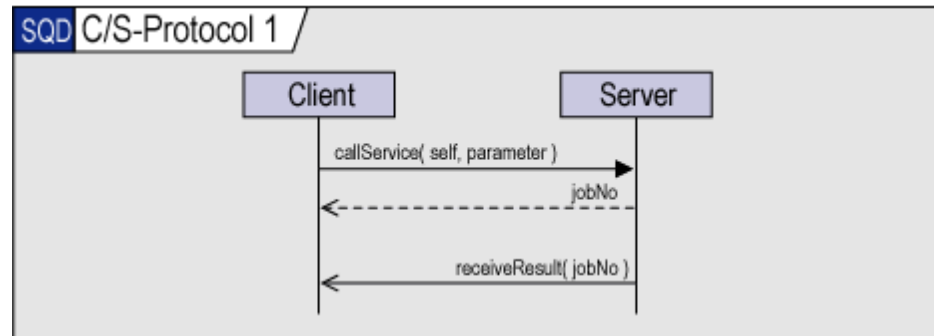 SQD C/S-Protocol 1
Client Server
callService( self, parameter )
jobNo
receiveResult( jobNo )